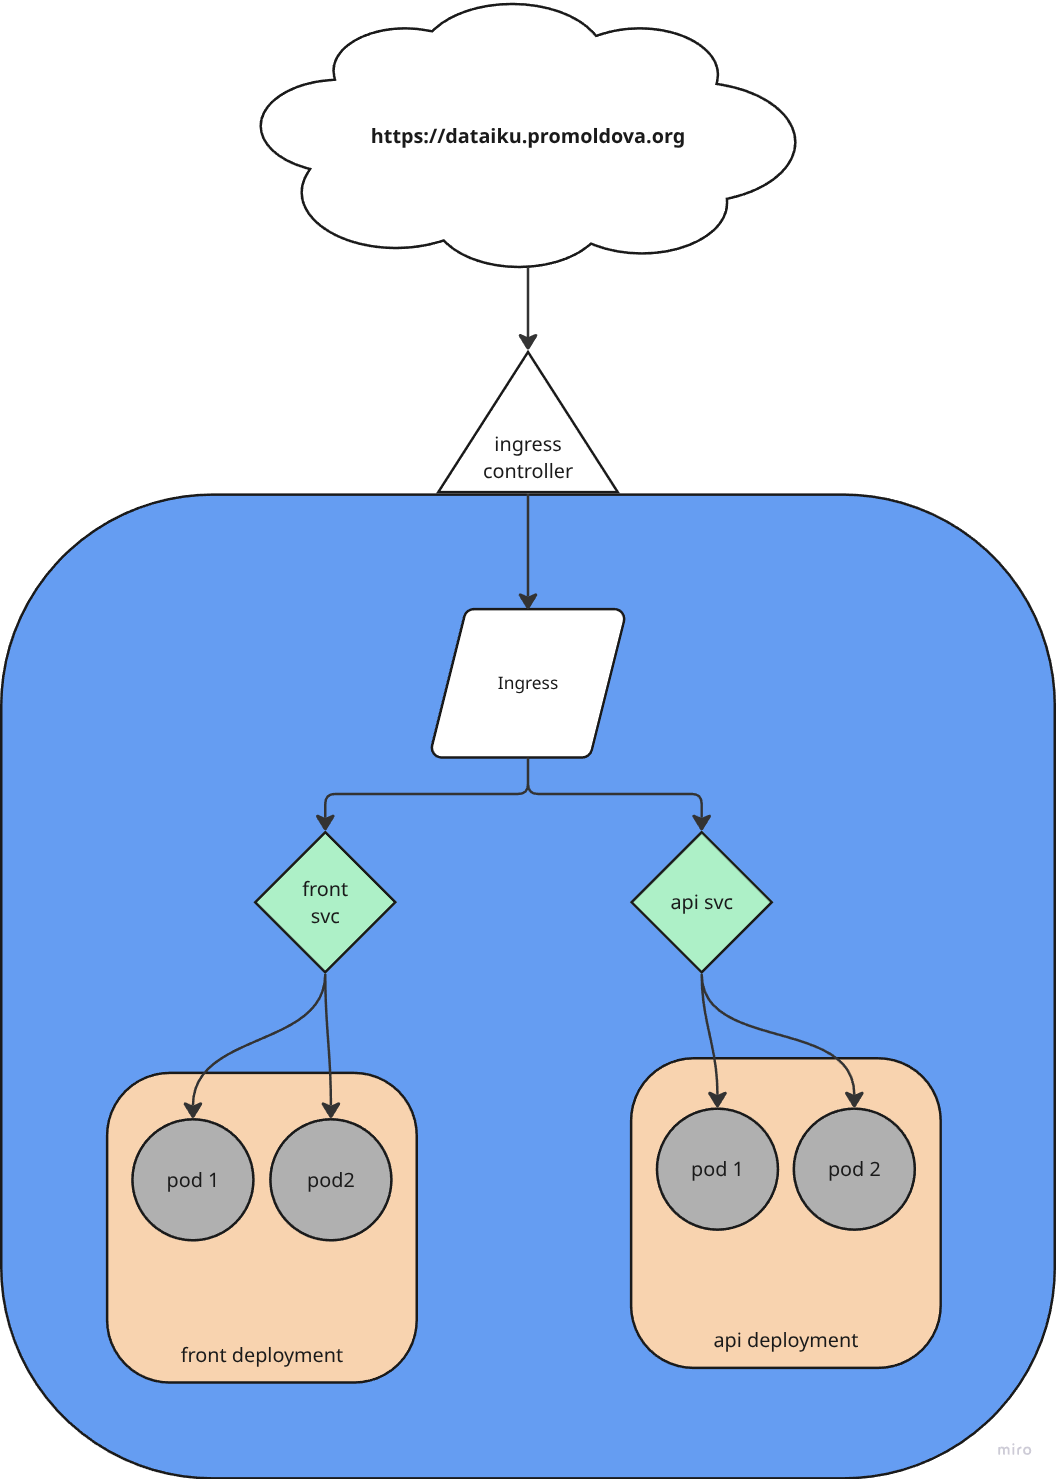 https://dataiku.promoldova.org
ingress
controller
Ingress
front
svc
api svc
pod 1
pod2
pod 1
pod 2
front deployment
api deployment
miro